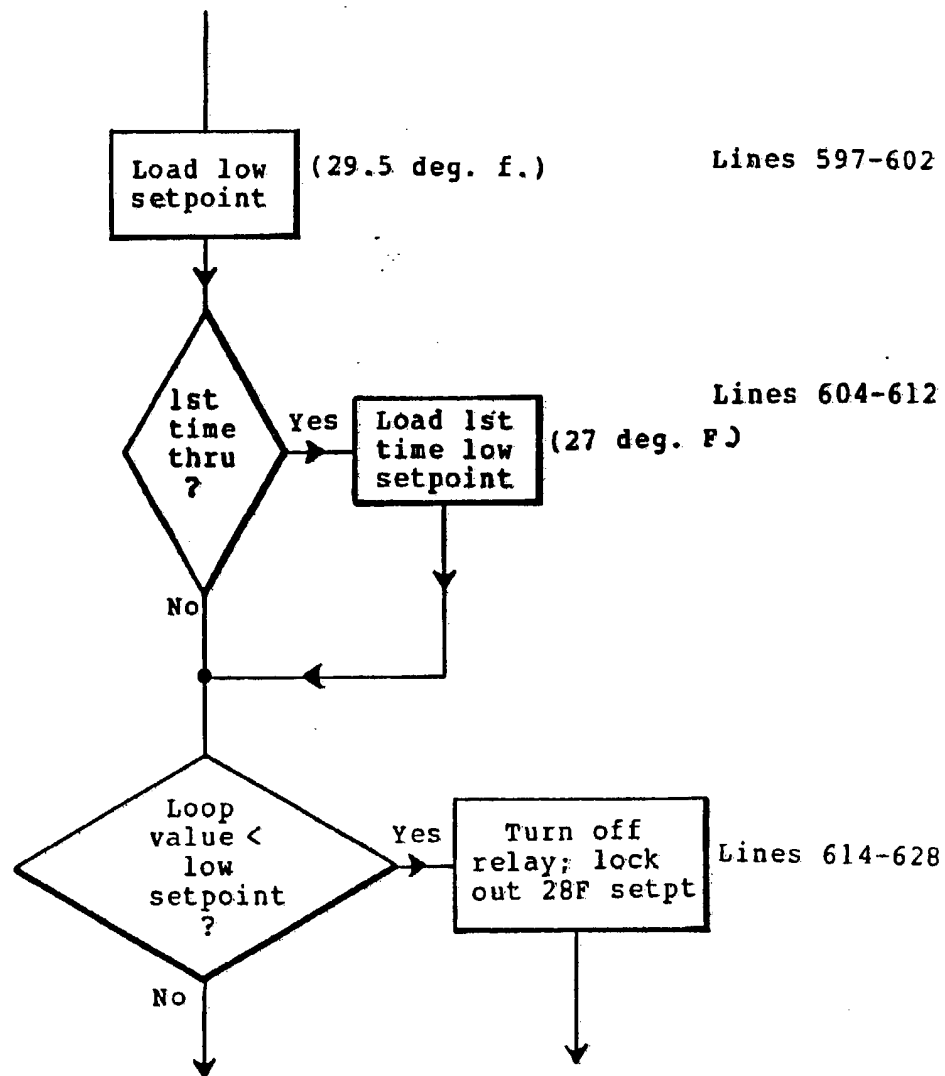 Load low
setpoint
(29.5 deg. f.)
Lines 597-602
1st
time
thru
?
Yes
Load 1st
time low
setpoint
(27 deg. F.)
Lines 604-612
No
Loop
value <
low
setpoint
?
Yes
Turn off
relay; lock
out 28F setpt
Lines 614-628
No